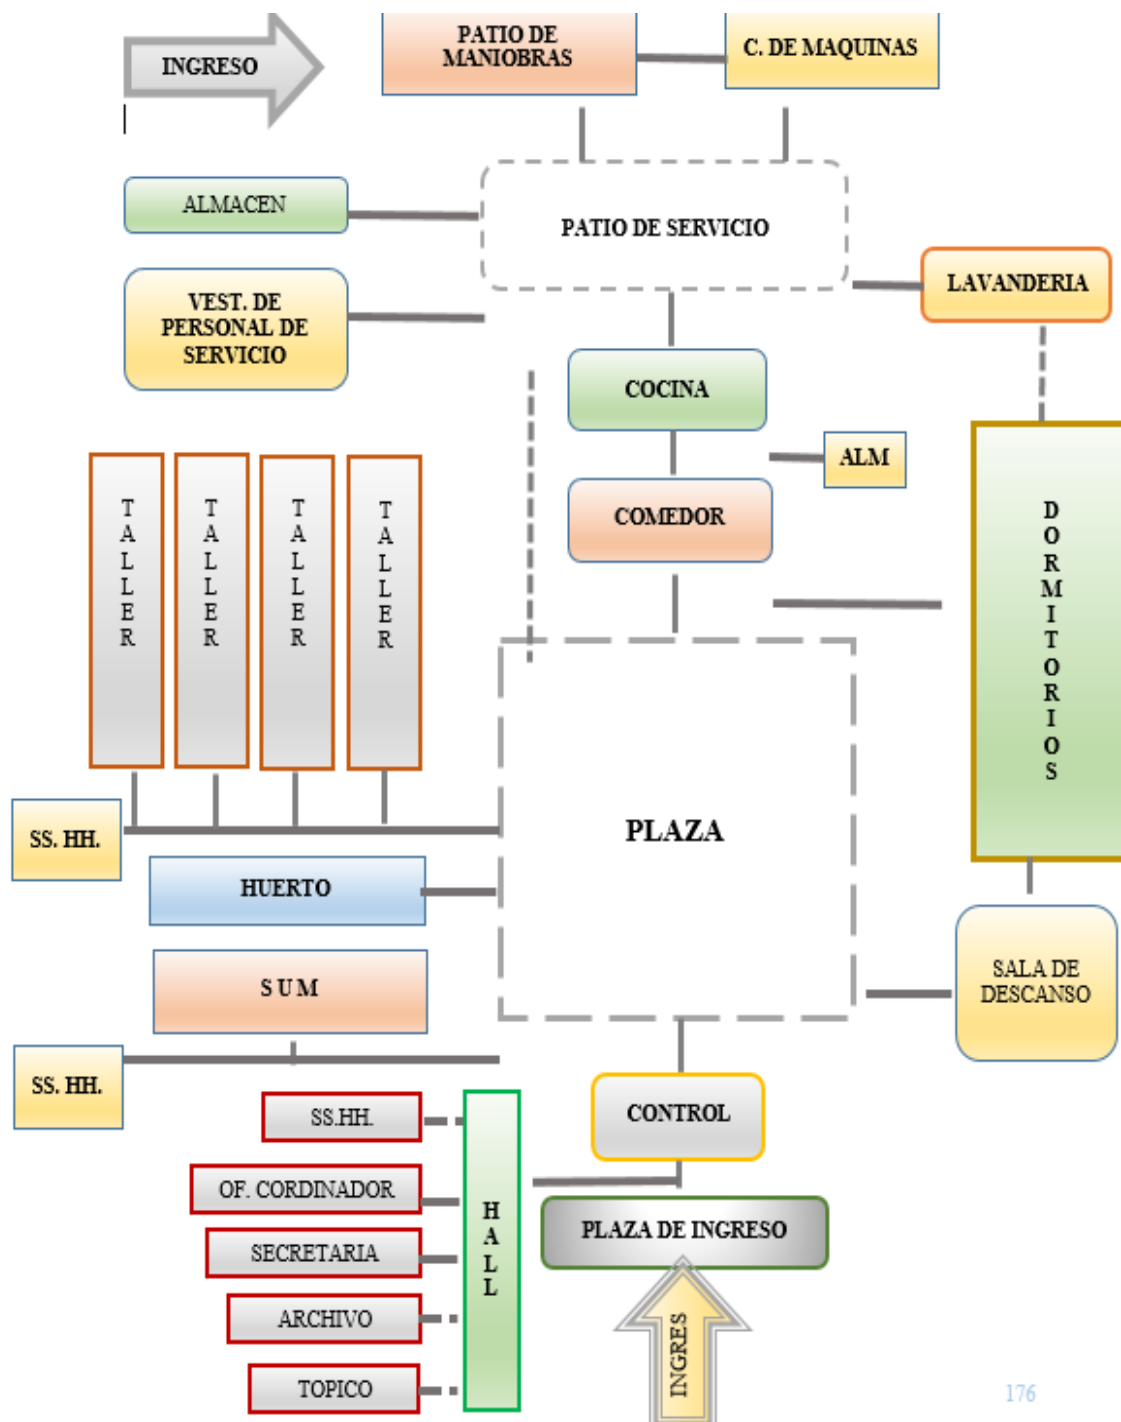 INGRESO
PATIO DE
MANIOBRAS
C. DE MAQUINAS
ALMACEN
PATIO DE SERVICIO
VEST. DE
PERSONAL DE
SERVICIO
LAVANDERIA
COCINA
ALM
COMEDOR
TALLER
TALLER
TALLER
TALLER
DORMITORIOS
SS. HH.
PLAZA
HUERTO
SUM
SALA DE
DESCANSO
SS. HH.
SS.HH.
CONTROL
OF. CORDINADOR
HALL
SECRETARIA
PLAZA DE INGRESO
ARCHIVO
TOPICO
INGRES
176